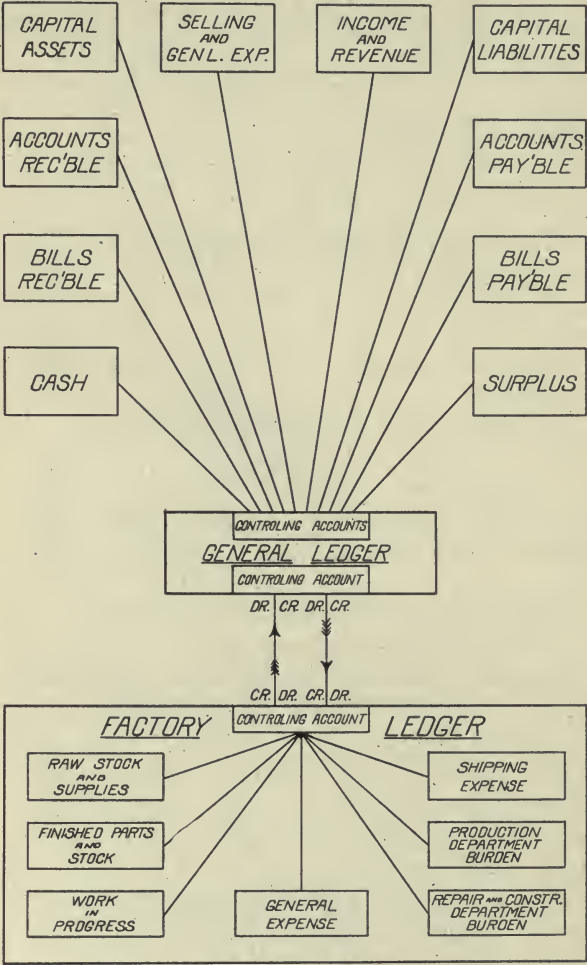 CAPITAL
ASSETS
SELLING
AND
GEN'L. EXP.
INCOME
AND
REVENUE
CAPITAL
LIABILITIES
ACCOUNTS
REC'BLE
ACCOUNTS
PAY'BLE
BILLS
REC'BLE
BILLS
PAY'BLE
CASH
SURPLUS
CONTROLING ACCOUNTS
GENERAL LEDGER
CONTROLING ACCOUNT
DR. CR. DR. CR.
CR. DR. CR. DR.
FACTORY
CONTROLING ACCOUNT
LEDGER
RAW STOCK
AND
SUPPLIES
SHIPPING
EXPENSE
FINISHED PARTS
AND
STOCK
PRODUCTION
DEPARTMENT
BURDEN
WORK
IN
PROGRESS
GENERAL
EXPENSE
REPAIR AND CONSTR.
DEPARTMENT
BURDEN